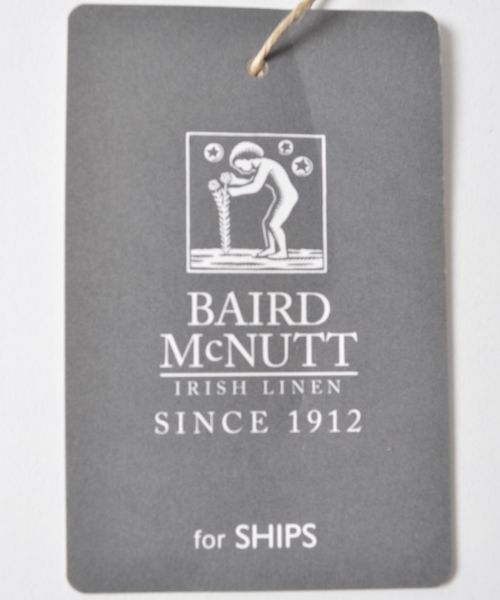 BAIRD
McNUTT
IRISH LINEN
SINCE 1912
for SHIPS